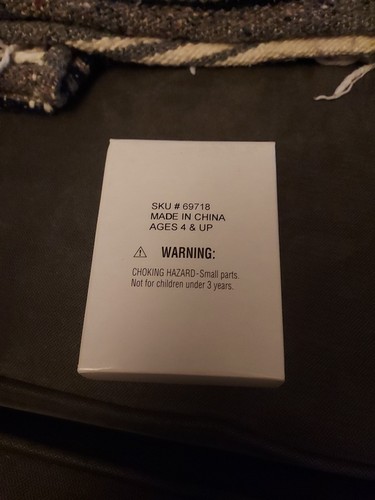 SKU # 69718
MADE IN CHINA
AGES 4 & UP
WARNING:
CHOKING HAZARD-Small parts.
Not for children under 3 years.